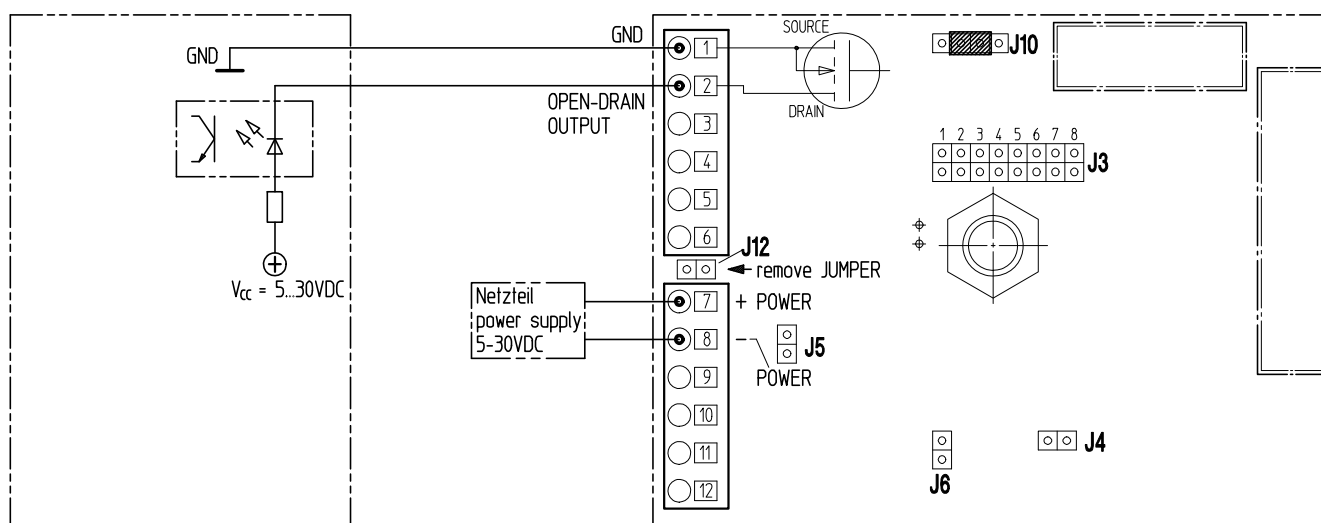 GND
GND
OPEN-DRAIN
OUTPUT
V_CC = 5...30VDC
Netzteil
power supply
5-30VDC
1
2
3
4
5
6
J12
remove JUMPER
7
8
9
10
11
12
+ POWER
-
POWER
SOURCE
DRAIN
J10
1 2 3 4 5 6 7 8
J3
J5
J6
J4